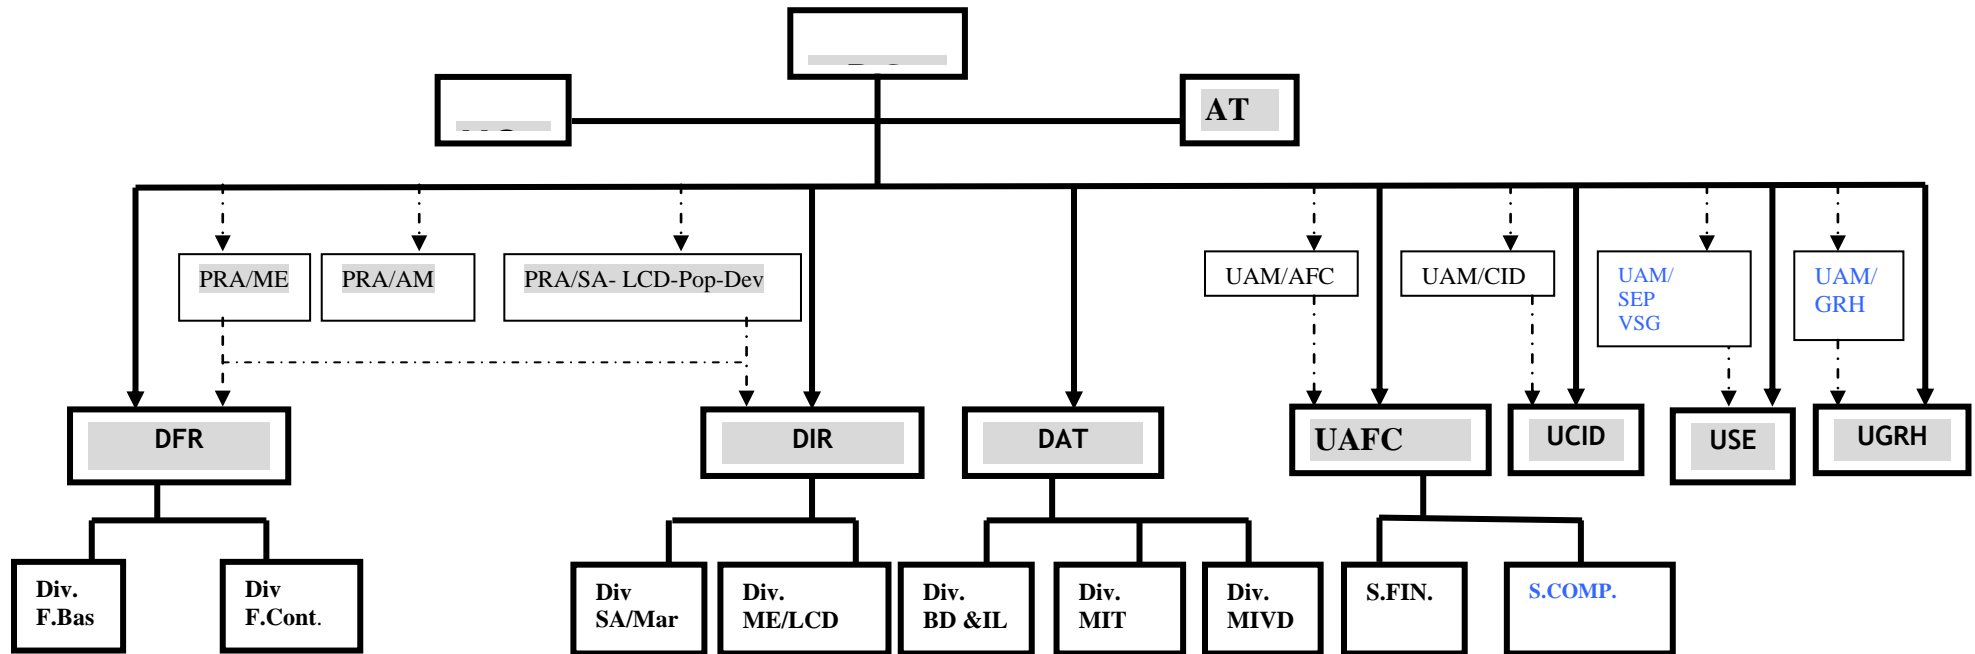 AT
PRA/ME
PRA/AM
PRA/SA- LCD-Pop-Dev
UAM/AFC
UAM/CID
UAM/
SEP
VSG
UAM/
GRH
DFR
DIR
DAT
UAFC
UCID
USE
UGRH
Div.
F.Bas
Div
F.Cont.
Div
SA/Mar
Div.
ME/LCD
Div.
BD &IL
Div.
MIT
Div.
MIVD
S.FIN.
S.COMP.